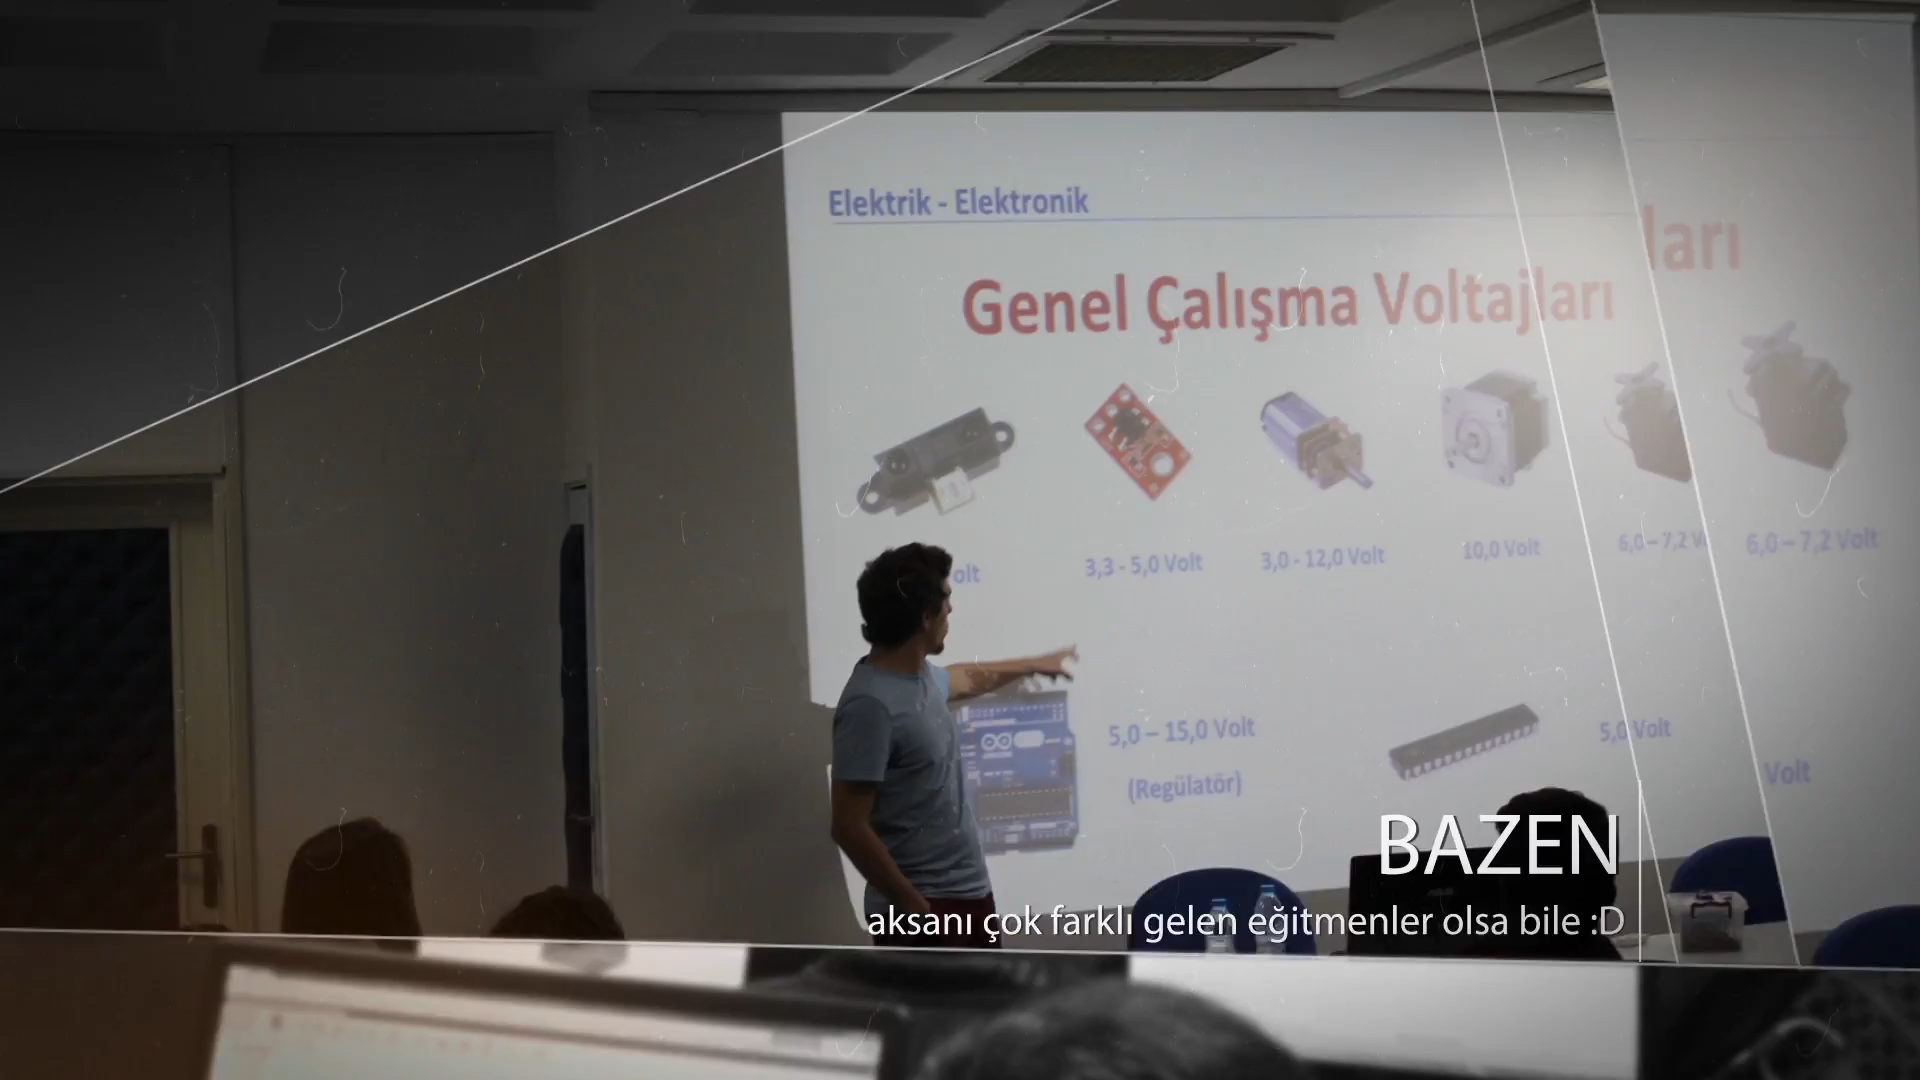 Elektrik - Elektronik
ları
Genel Çalışma Voltajları
olt
3,3 - 5,0 Volt
3,0 - 12,0 Volt
10,0 Volt
6,0 – 7,2 V
6,0 – 7,2 Volt
5,0 – 15,0 Volt
(Regülatör)
5,0 Volt
Volt
BAZEN
aksanı çok farklı gelen eğitmenler olsa bile :D